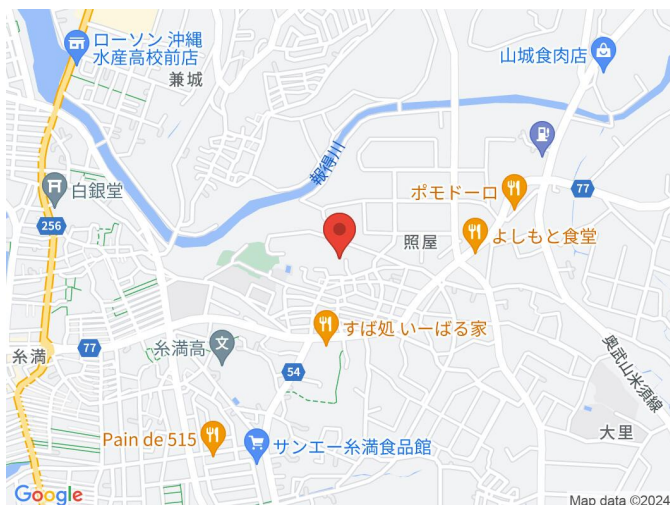 ローソン 沖縄
水産高校前店
兼城
山城食肉店
報得川
白銀堂
256
ポモドーロ
77
照屋
よしもと食堂
すば処 いーばる家
糸満
77
糸満高
文
54
奥武山米須線
Pain de 515
サンエー糸満食品館
大里
Google
Map data ©2024